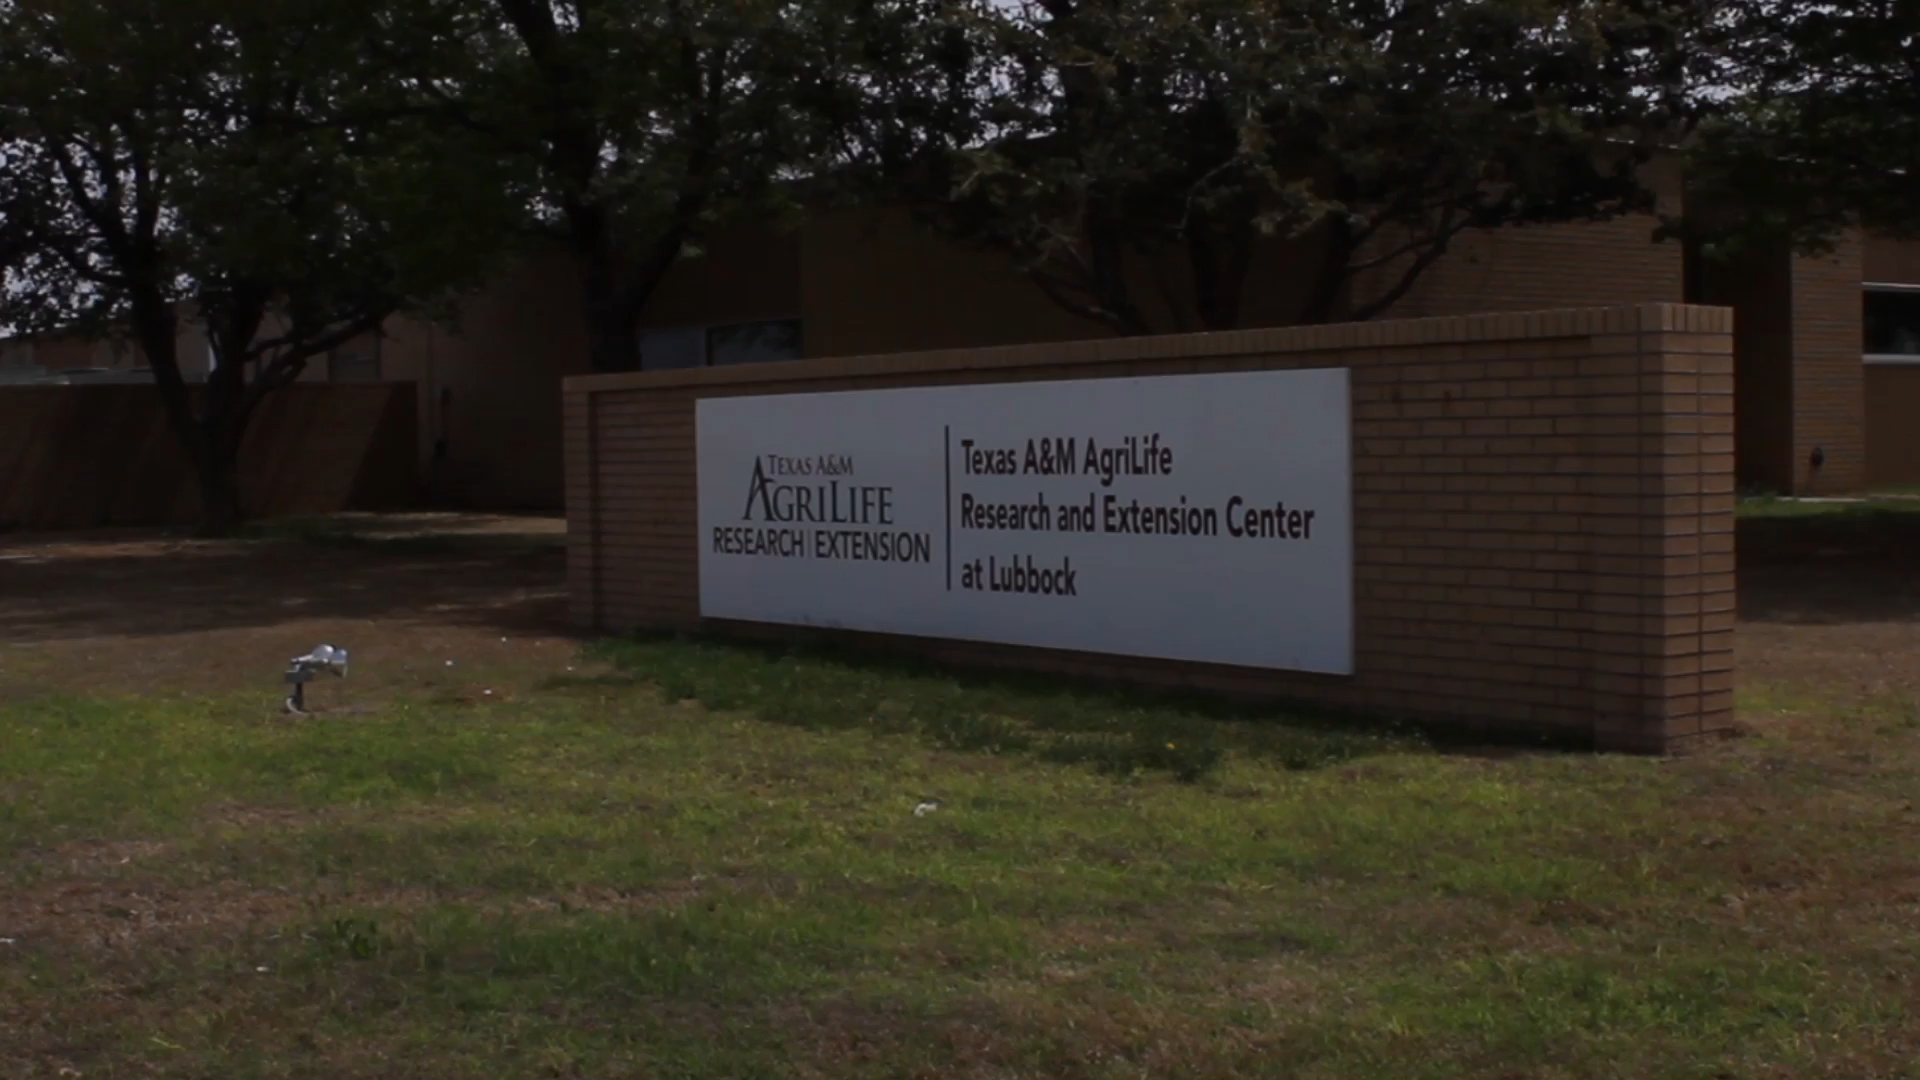 TEXAS A&M
AGRILIFE
RESEARCH | EXTENSION
Texas A&M AgriLife
Research and Extension Center
at Lubbock